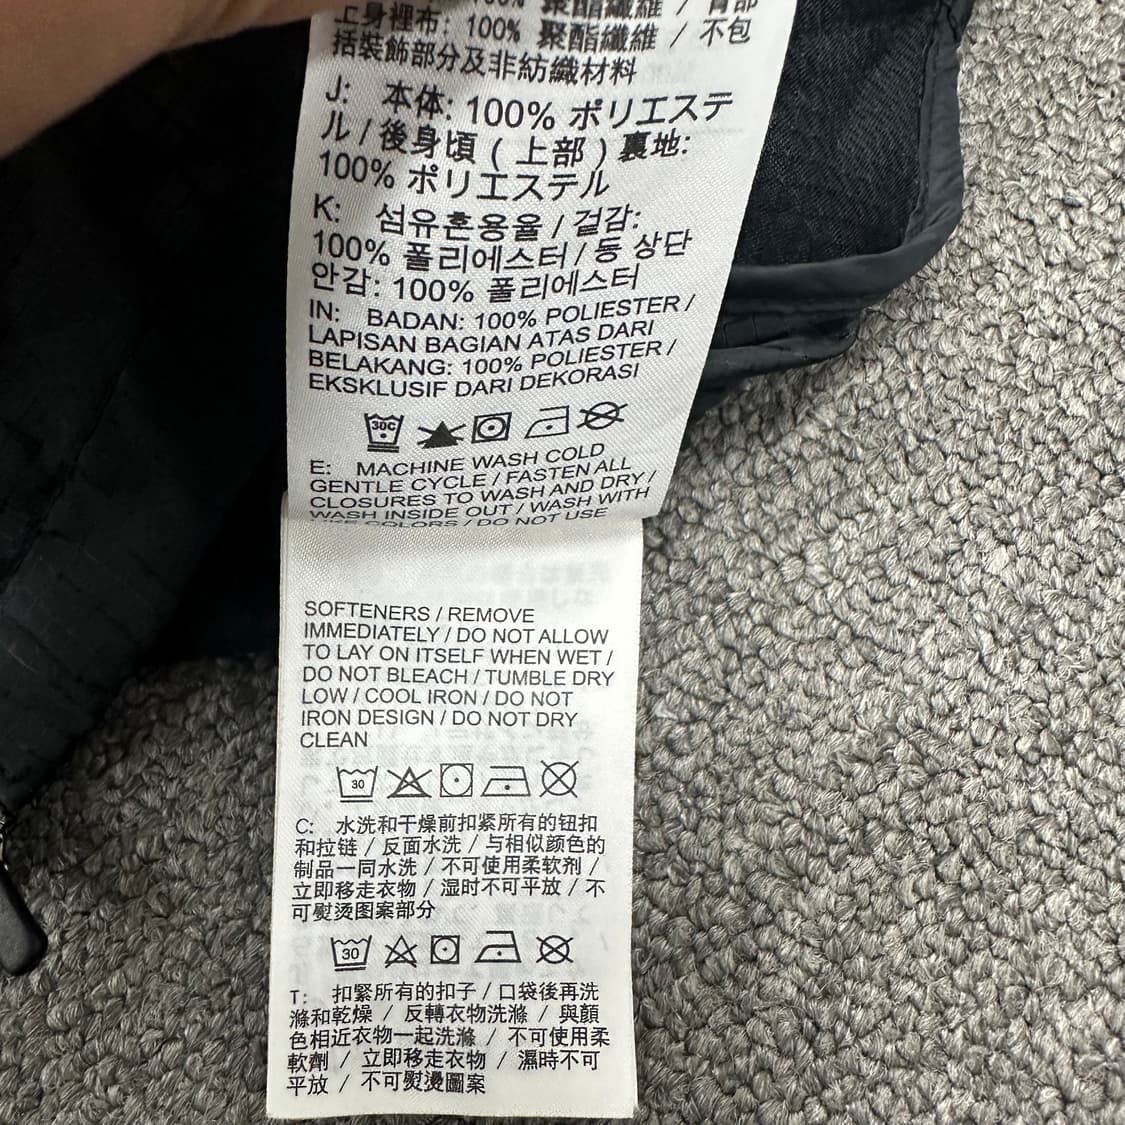 100% 聚酯纖維 / 背部
上身裡布: 100% 聚酯纖維 / 不包
括裝飾部分及非紡織材料
J: 本体: 100% ポリエステ
ル / 後身頃 ( 上部 ) 裏地:
100% ポリエステル
K: 섬유혼용율 / 겉감:
100% 폴리에스터 / 등 상단
안감: 100% 폴리에스터
IN: BADAN: 100% POLIESTER /
LAPISAN BAGIAN ATAS DARI
BELAKANG: 100% POLIESTER /
EKSKLUSIF DARI DEKORASI
30C
E: MACHINE WASH COLD
GENTLE CYCLE / FASTEN ALL
CLOSURES TO WASH AND DRY /
WASH INSIDE OUT / WASH WITH
LIKE COLORS / DO NOT USE
SOFTENERS / REMOVE
IMMEDIATELY / DO NOT ALLOW
TO LAY ON ITSELF WHEN WET /
DO NOT BLEACH / TUMBLE DRY
LOW / COOL IRON / DO NOT
IRON DESIGN / DO NOT DRY
CLEAN
30
C: 水洗和干燥前扣紧所有的钮扣
和拉链 / 反面水洗 / 与相似颜色的
制品一同水洗 / 不可使用柔软剂 /
立即移走衣物 / 湿时不可平放 / 不
可熨烫图案部分
30
T: 扣緊所有的扣子 / 口袋後再洗
滌和乾燥 / 反轉衣物洗滌 / 與顏
色相近衣物一起洗滌 / 不可使用柔
軟劑 / 立即移走衣物 / 濕時不可
平放 / 不可熨燙圖案